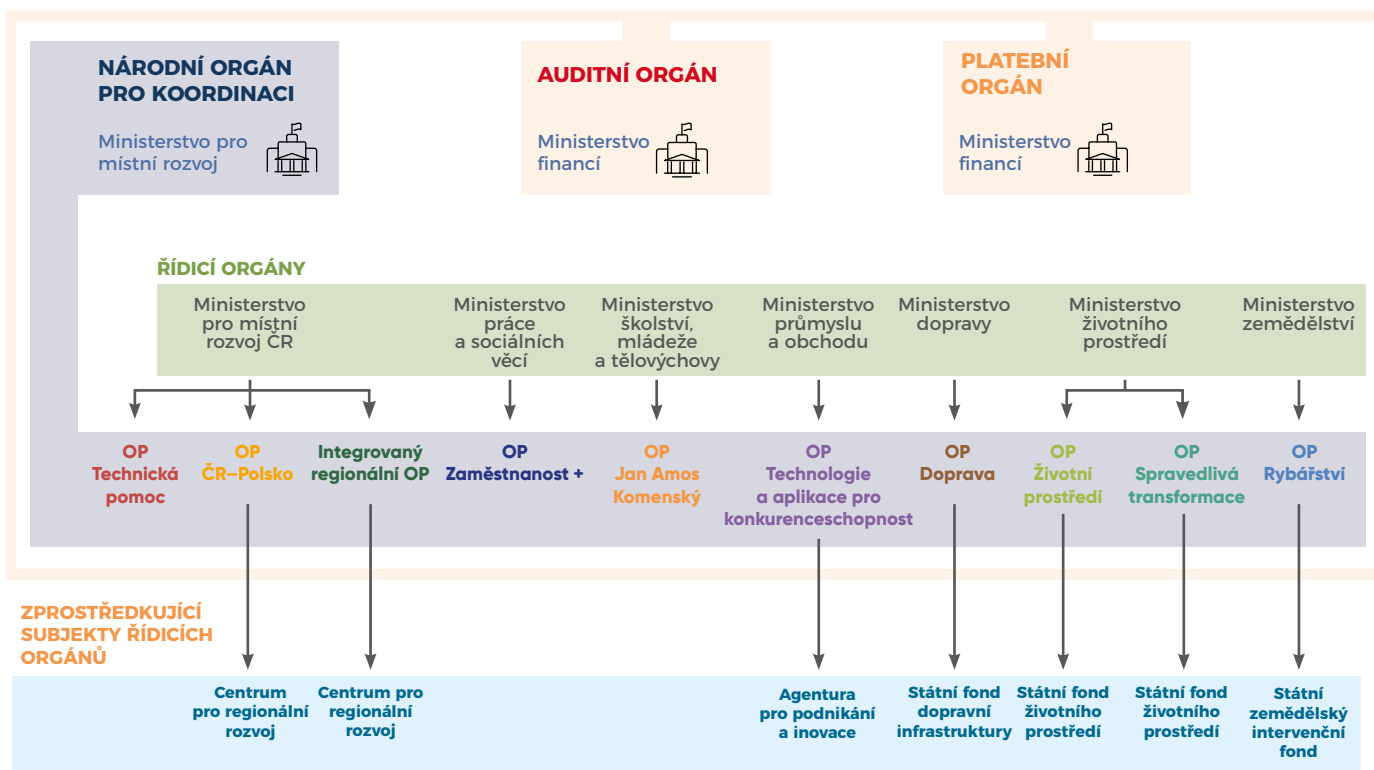 NÁRODNÍ ORGÁN
PRO KOORDINACI
Ministerstvo pro
místní rozvoj
AUDITNÍ ORGÁN
Ministerstvo
financí
PLATEBNÍ
ORGÁN
Ministerstvo
financí
ŘÍDICÍ ORGÁNY
Ministerstvo
pro místní
rozvoj ČR
Ministerstvo
práce
a sociálních
věcí
Ministerstvo
školství,
mládeže
a tělovýchovy
Ministerstvo
průmyslu
a obchodu
Ministerstvo
dopravy
Ministerstvo
životního
prostředí
Ministerstvo
zemědělství
OP
Technická
pomoc
OP
ČR–Polsko
Integrovaný
regionální OP
OP
Zaměstnanost +
OP
Jan Amos
Komenský
OP
Technologie
a aplikace pro
konkurenceschopnost
OP
Doprava
OP
Životní
prostředí
OP
Spravedlivá
transformace
OP
Rybářství
ZPROSTŘEDKUJÍCÍ
SUBJEKTY ŘÍDICÍCH
ORGÁNŮ
Centrum
pro regionální
rozvoj
Centrum pro
regionální
rozvoj
Agentura
pro podnikání
a inovace
Státní fond
dopravní
infrastruktury
Státní fond
životního
prostředí
Státní fond
životního
prostředí
Státní
zemědělský
intervenční
fond